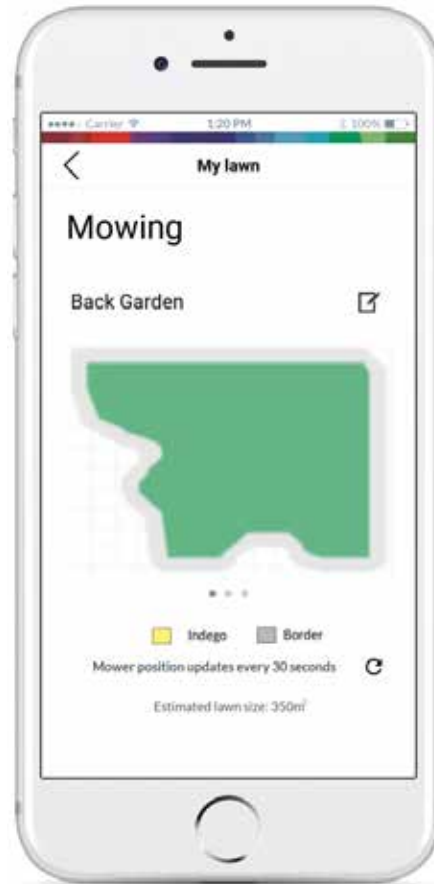 Carrier 1:20 PM 100%
My lawn
Mowing
Back Garden
Indego Border
Mower position updates every 30 seconds
Estimated lawn size: 350m²